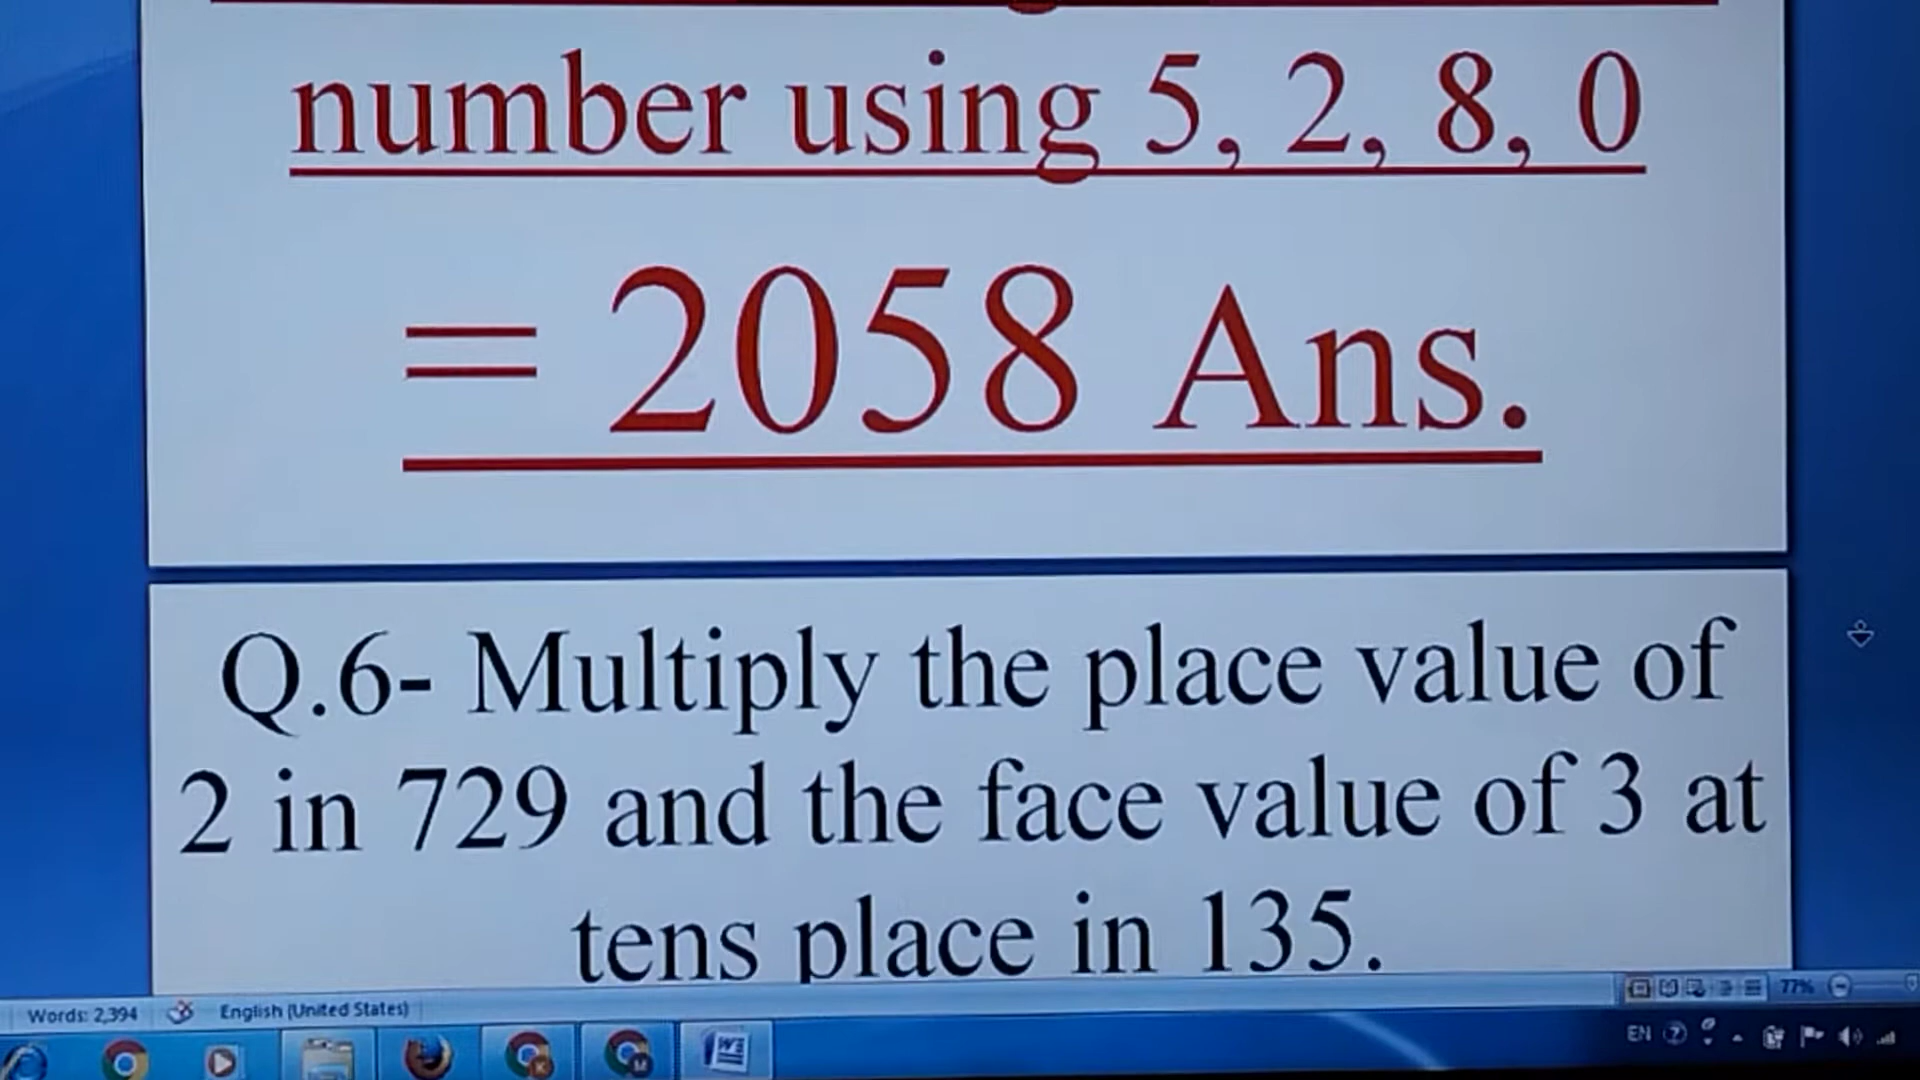 number using 5, 2, 8, 0
= 2058 Ans.
Q.6- Multiply the place value of
2 in 729 and the face value of 3 at
tens place in 135.
77%
Words: 2,394 English (United States)
EN